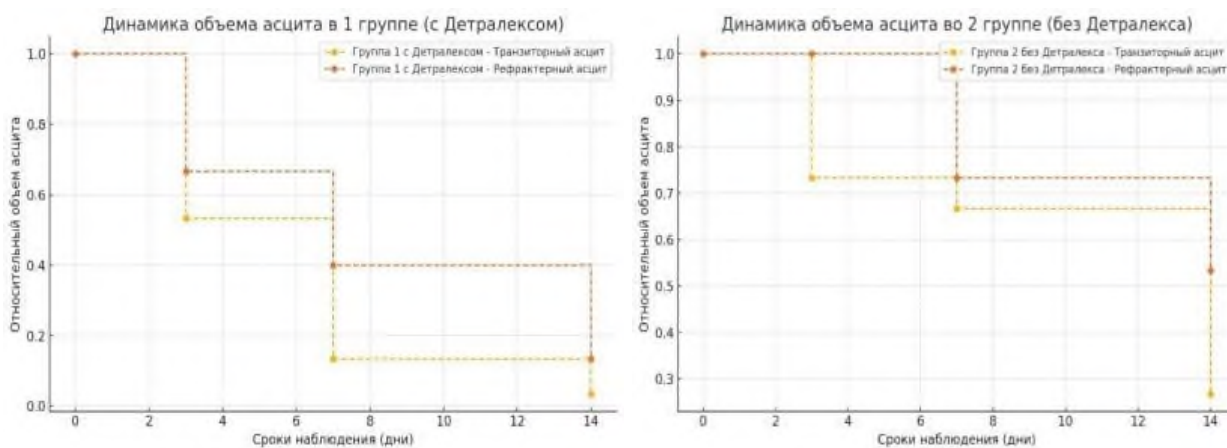 Динамика объема асцита в 1 группе (с Детралексом)
Группа 1 с Детралексом - Транзиторный асцит
Группа 1 с Детралексом - Рефрактерный асцит
Относительный объем асцита
1.0
0.8
0.6
0.4
0.2
0.0
0 2 4 6 8 10 12 14
Сроки наблюдения (дни)
Динамика объема асцита во 2 группе (без Детралекса)
Группа 2 без Детралекса - Транзиторный асцит
Группа 2 без Детралекса - Рефрактерный асцит
Относительный объем асцита
1.0
0.9
0.8
0.7
0.6
0.5
0.4
0.3
0 2 4 6 8 10 12 14
Сроки наблюдения (дни)